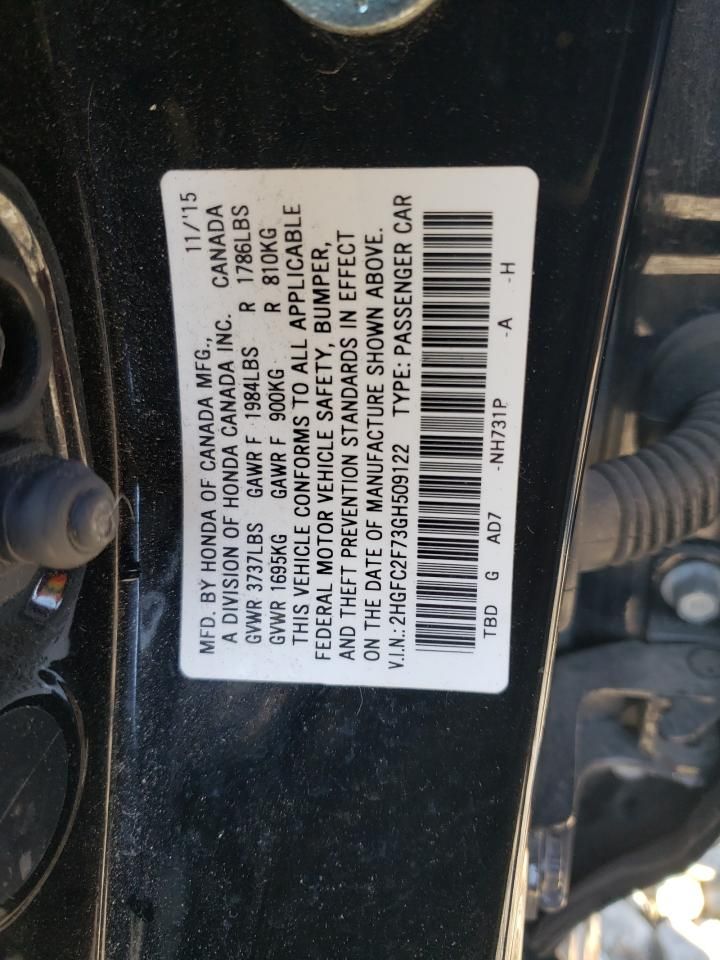 MFD. BY HONDA OF CANADA MFG., 11/'15
A DIVISION OF HONDA CANADA INC. CANADA
GVWR 3737LBS GAWR F 1984LBS R 1786LBS
GVWR 1695KG GAWR F 900KG R 810KG
THIS VEHICLE CONFORMS TO ALL APPLICABLE
FEDERAL MOTOR VEHICLE SAFETY, BUMPER,
AND THEFT PREVENTION STANDARDS IN EFFECT
ON THE DATE OF MANUFACTURE SHOWN ABOVE.
V.I.N.: 2HGFC2F73GH509122 TYPE: PASSENGER CAR
TBD G AD7 -NH731P -A -H